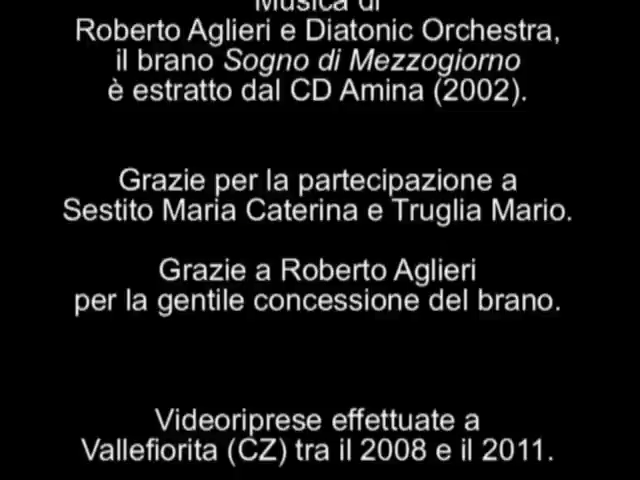 Musica di
Roberto Aglieri e Diatonic Orchestra,
il brano Sogno di Mezzogiorno
è estratto dal CD Amina (2002).
Grazie per la partecipazione a
Sestito Maria Caterina e Truglia Mario.
Grazie a Roberto Aglieri
per la gentile concessione del brano.
Videoriprese effettuate a
Vallefiorita (CZ) tra il 2008 e il 2011.